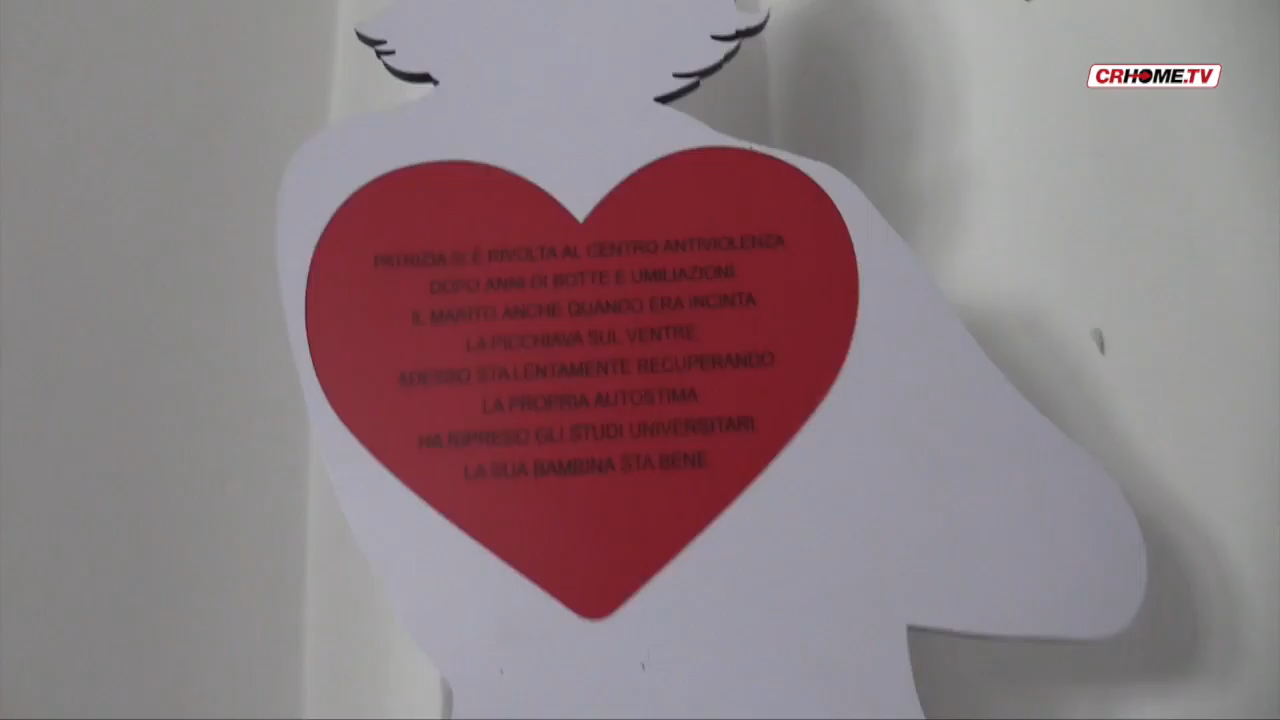 CRHOME.TV
PATRIZIA SI È RIVOLTA AL CENTRO ANTIVIOLENZA
DOPO ANNI DI BOTTE E UMILIAZIONI
IL MARITO ANCHE QUANDO ERA INCINTA
LA PICCHIAVA SUL VENTRE
ADESSO STA LENTAMENTE RECUPERANDO
LA PROPRIA AUTOSTIMA
HA RIPRESO GLI STUDI UNIVERSITARI
LA SUA BAMBINA STA BENE